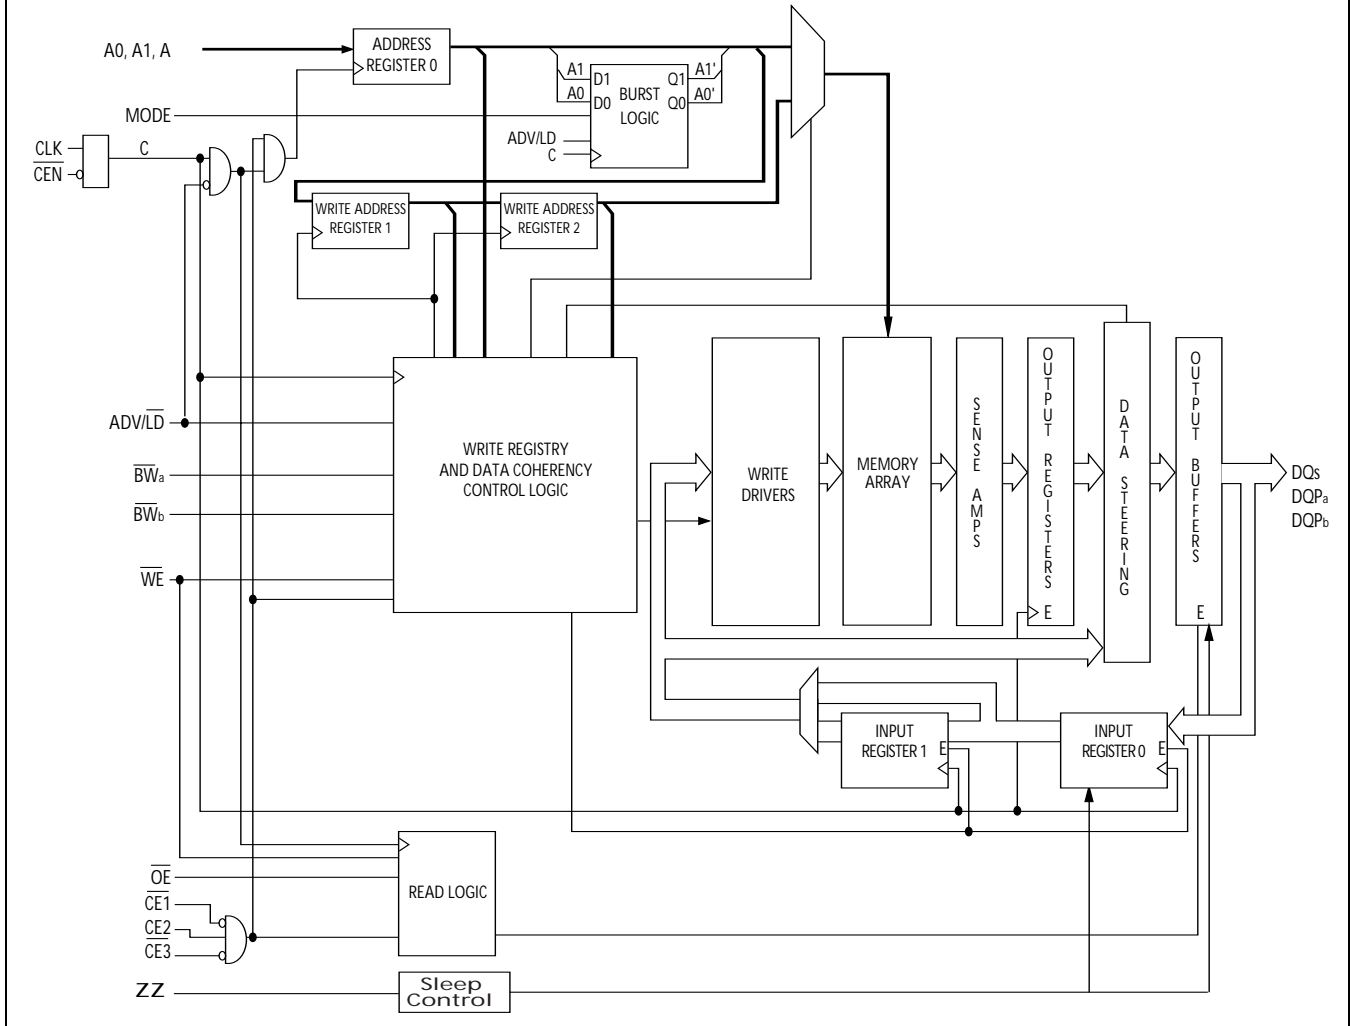 A0, A1, A
ADDRESS
REGISTER 0
A1
A0
D1
D0
BURST
LOGIC
Q1
Q0
A1'
A0'
MODE
ADV/LD
C
CLK
CEN
C
WRITE ADDRESS
REGISTER 1
WRITE ADDRESS
REGISTER 2
ADV/LD
BWa
BWb
WE
WRITE REGISTRY
AND DATA COHERENCY
CONTROL LOGIC
WRITE
DRIVERS
MEMORY
ARRAY
SENSE AMPS
OUTPUT REGISTERS
E
DATA STEERING
OUTPUT BUFFERS
E
DQs
DQPa
DQPb
INPUT
REGISTER 1
E
INPUT
REGISTER 0
E
OE
CE1
CE2
CE3
READ LOGIC
ZZ
Sleep
Control